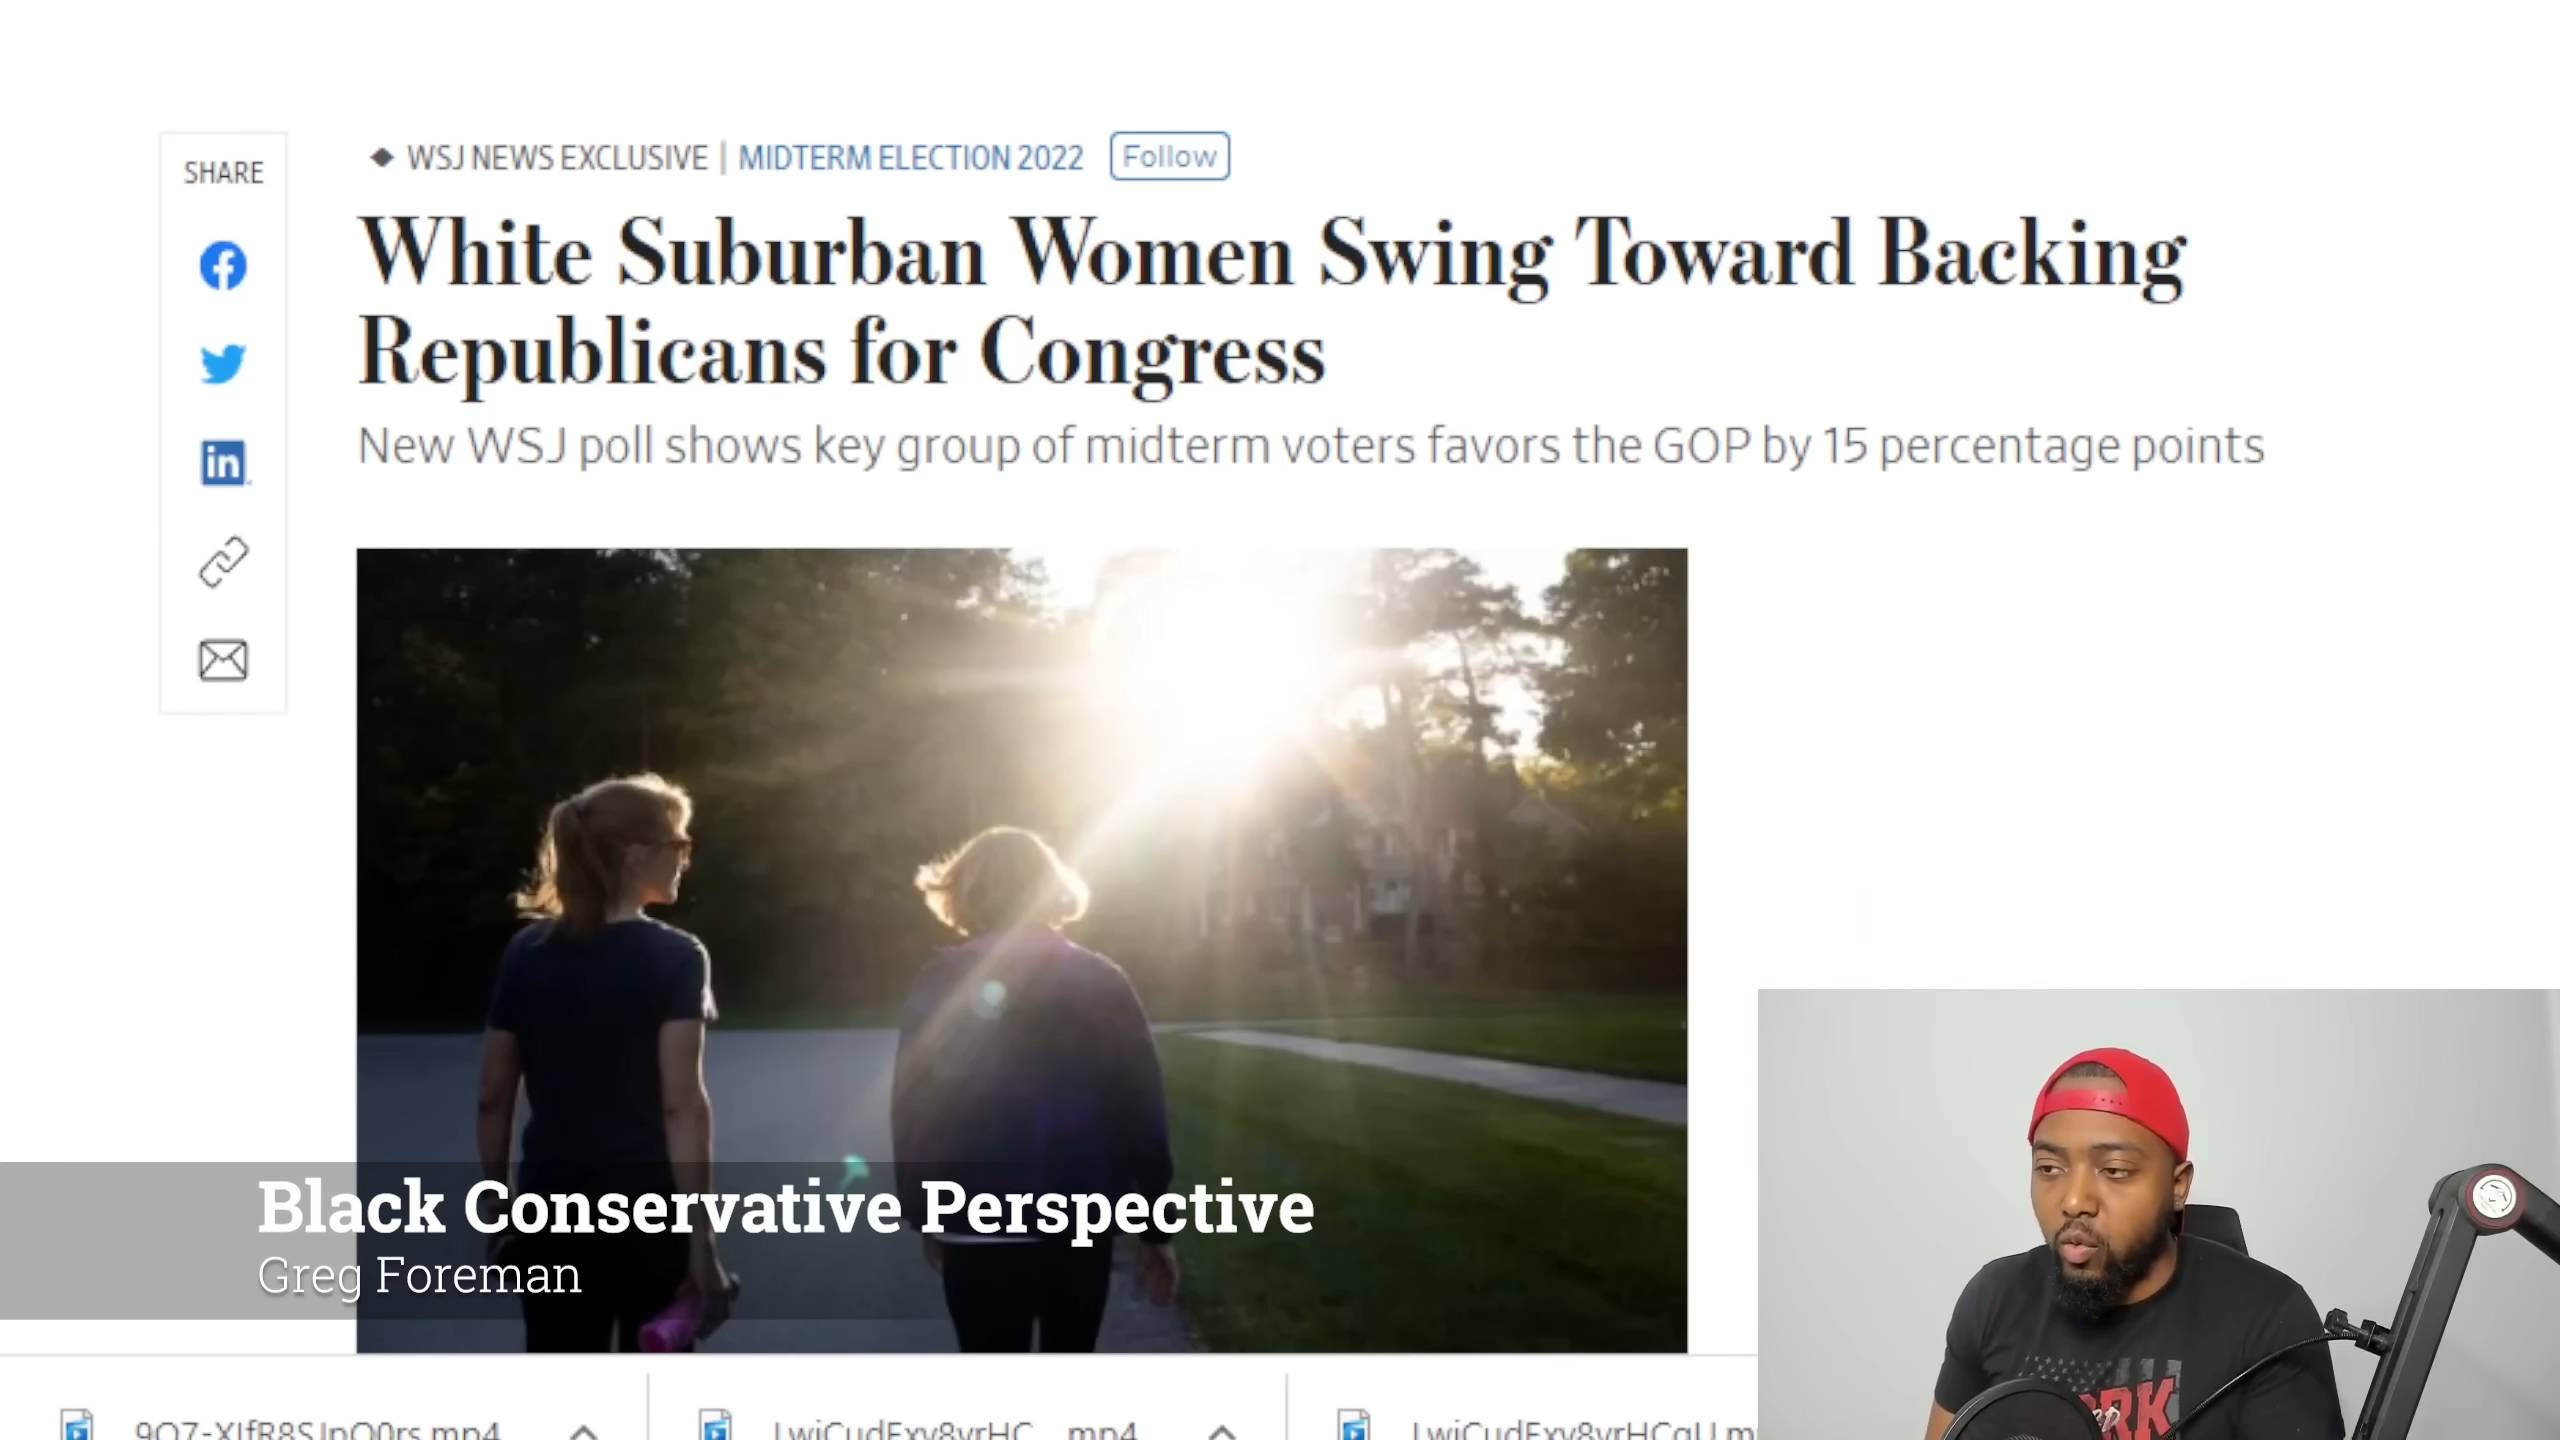 SHARE
WSJ NEWS EXCLUSIVE | MIDTERM ELECTION 2022 Follow
White Suburban Women Swing Toward Backing
Republicans for Congress
New WSJ poll shows key group of midterm voters favors the GOP by 15 percentage points
in
Black Conservative Perspective
Greg Foreman